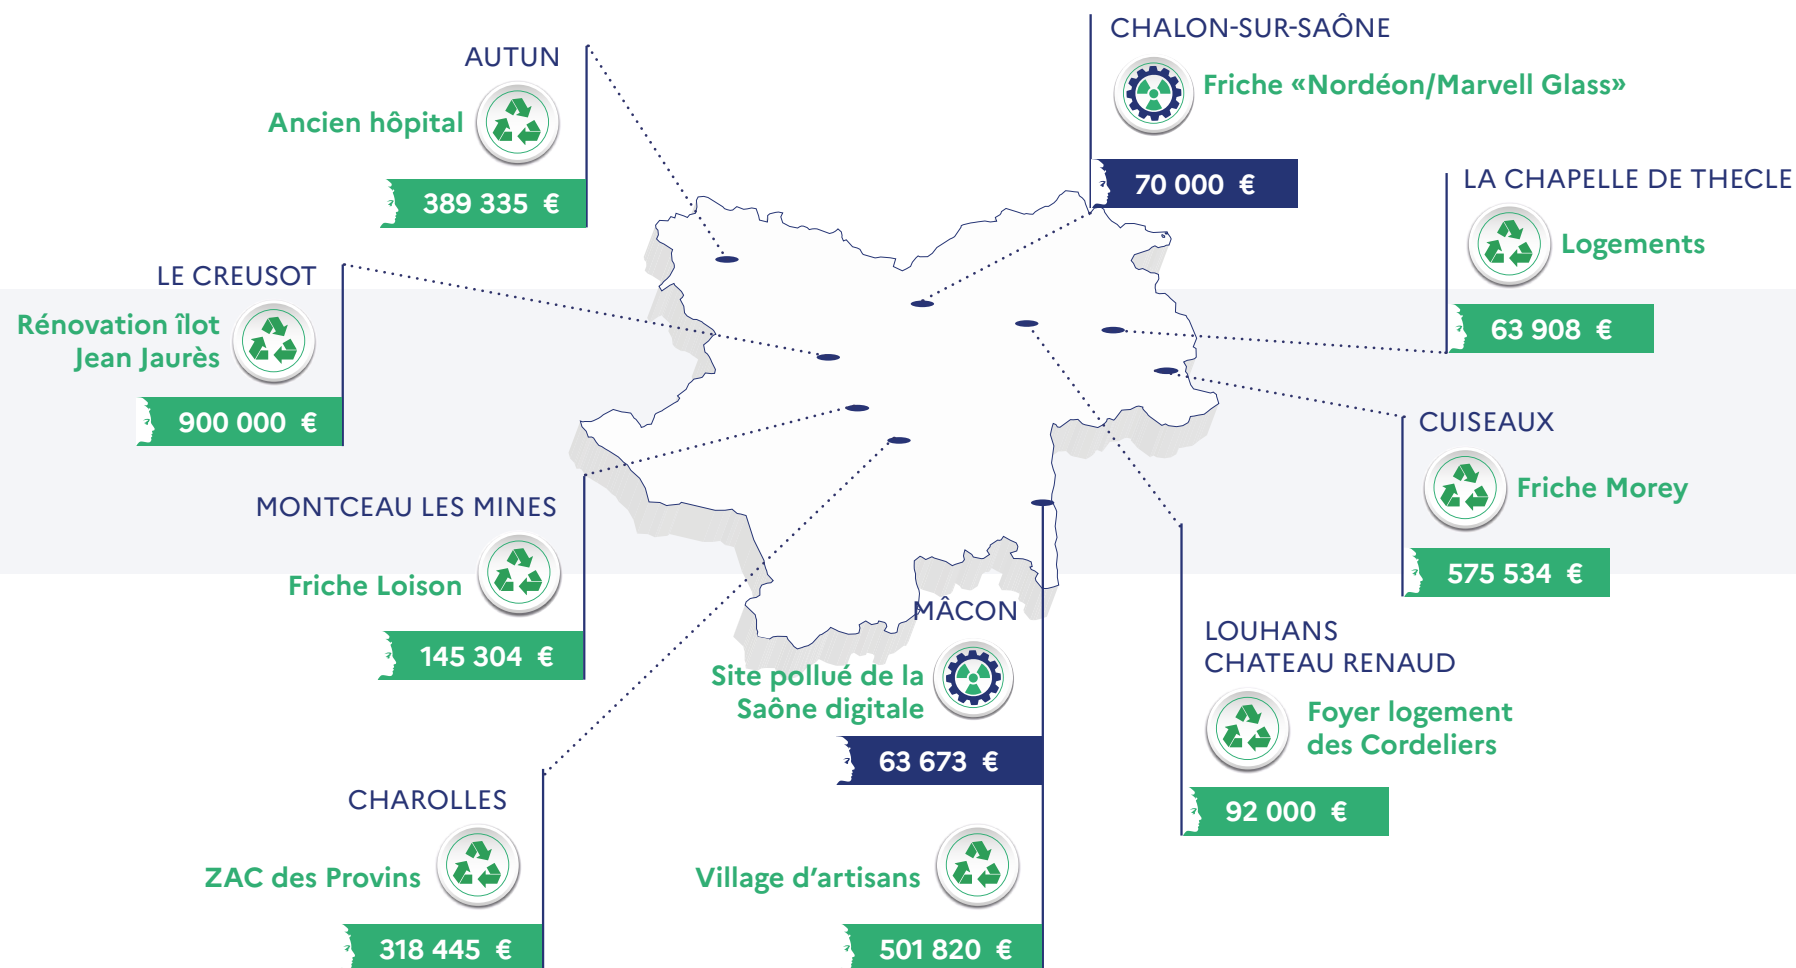 AUTUN
Ancien hôpital
389 335 €
CHALON-SUR-SAÔNE
Friche «Nordéon/Marvell Glass»
70 000 €
LA CHAPELLE DE THECLE
Logements
63 908 €
LE CREUSOT
Rénovation îlot
Jean Jaurès
900 000 €
CUISEAUX
Friche Morey
575 534 €
MONTCEAU LES MINES
Friche Loison
145 304 €
MÂCON
Site pollué de la
Saône digitale
63 673 €
Village d'artisans
501 820 €
LOUHANS
CHATEAU RENAUD
Foyer logement
des Cordeliers
92 000 €
CHAROLLES
ZAC des Provins
318 445 €